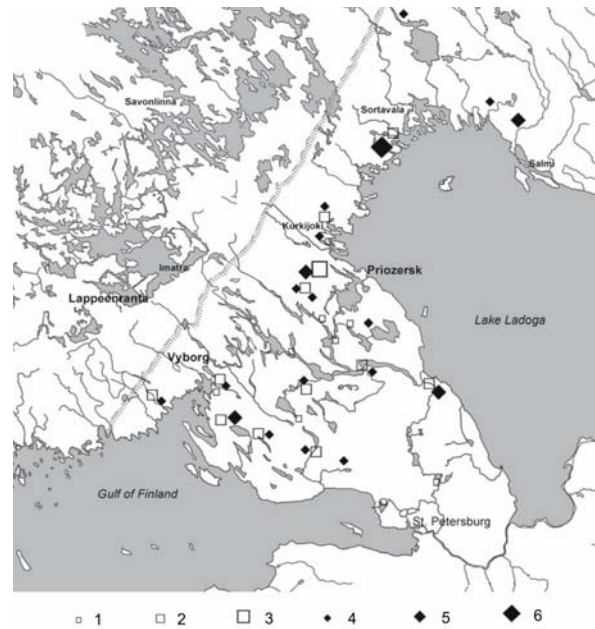 Savonlinna
Sortavala
Salmi
Kurkijoki
Imatra
Priozersk
Lappeenranta
Lake Ladoga
Vyborg
Gulf of Finland
St. Petersburg
1 2 3 4 5 6